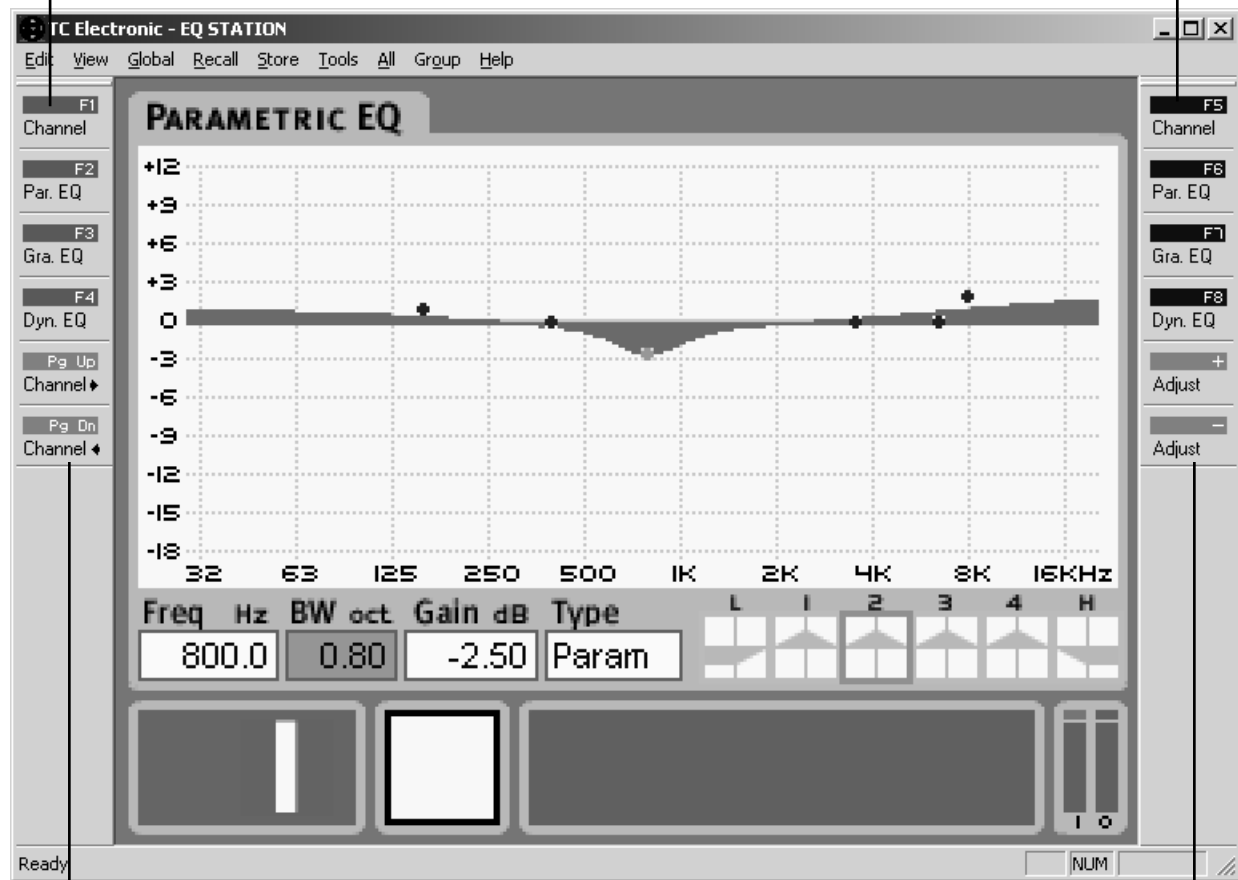 TC Electronic - EQ STATION
Edit View Global Recall Store Tools All Group Help
F1
Channel
F2
Par. EQ
F3
Gra. EQ
F4
Dyn. EQ
Pg Up
Channel
Pg Dn
Channel
PARAMETRIC EQ
+12
+9
+6
+3
0
-3
-6
-9
-12
-15
-18
32 63 125 250 500 1K 2K 4K 8K 16KHz
Freq Hz BW oct Gain dB Type
800.0 0.80 -2.50 Param
L 1 2 3 4 H
I O
F5
Channel
F6
Par. EQ
F7
Gra. EQ
F8
Dyn. EQ
+
Adjust
-
Adjust
Ready NUM